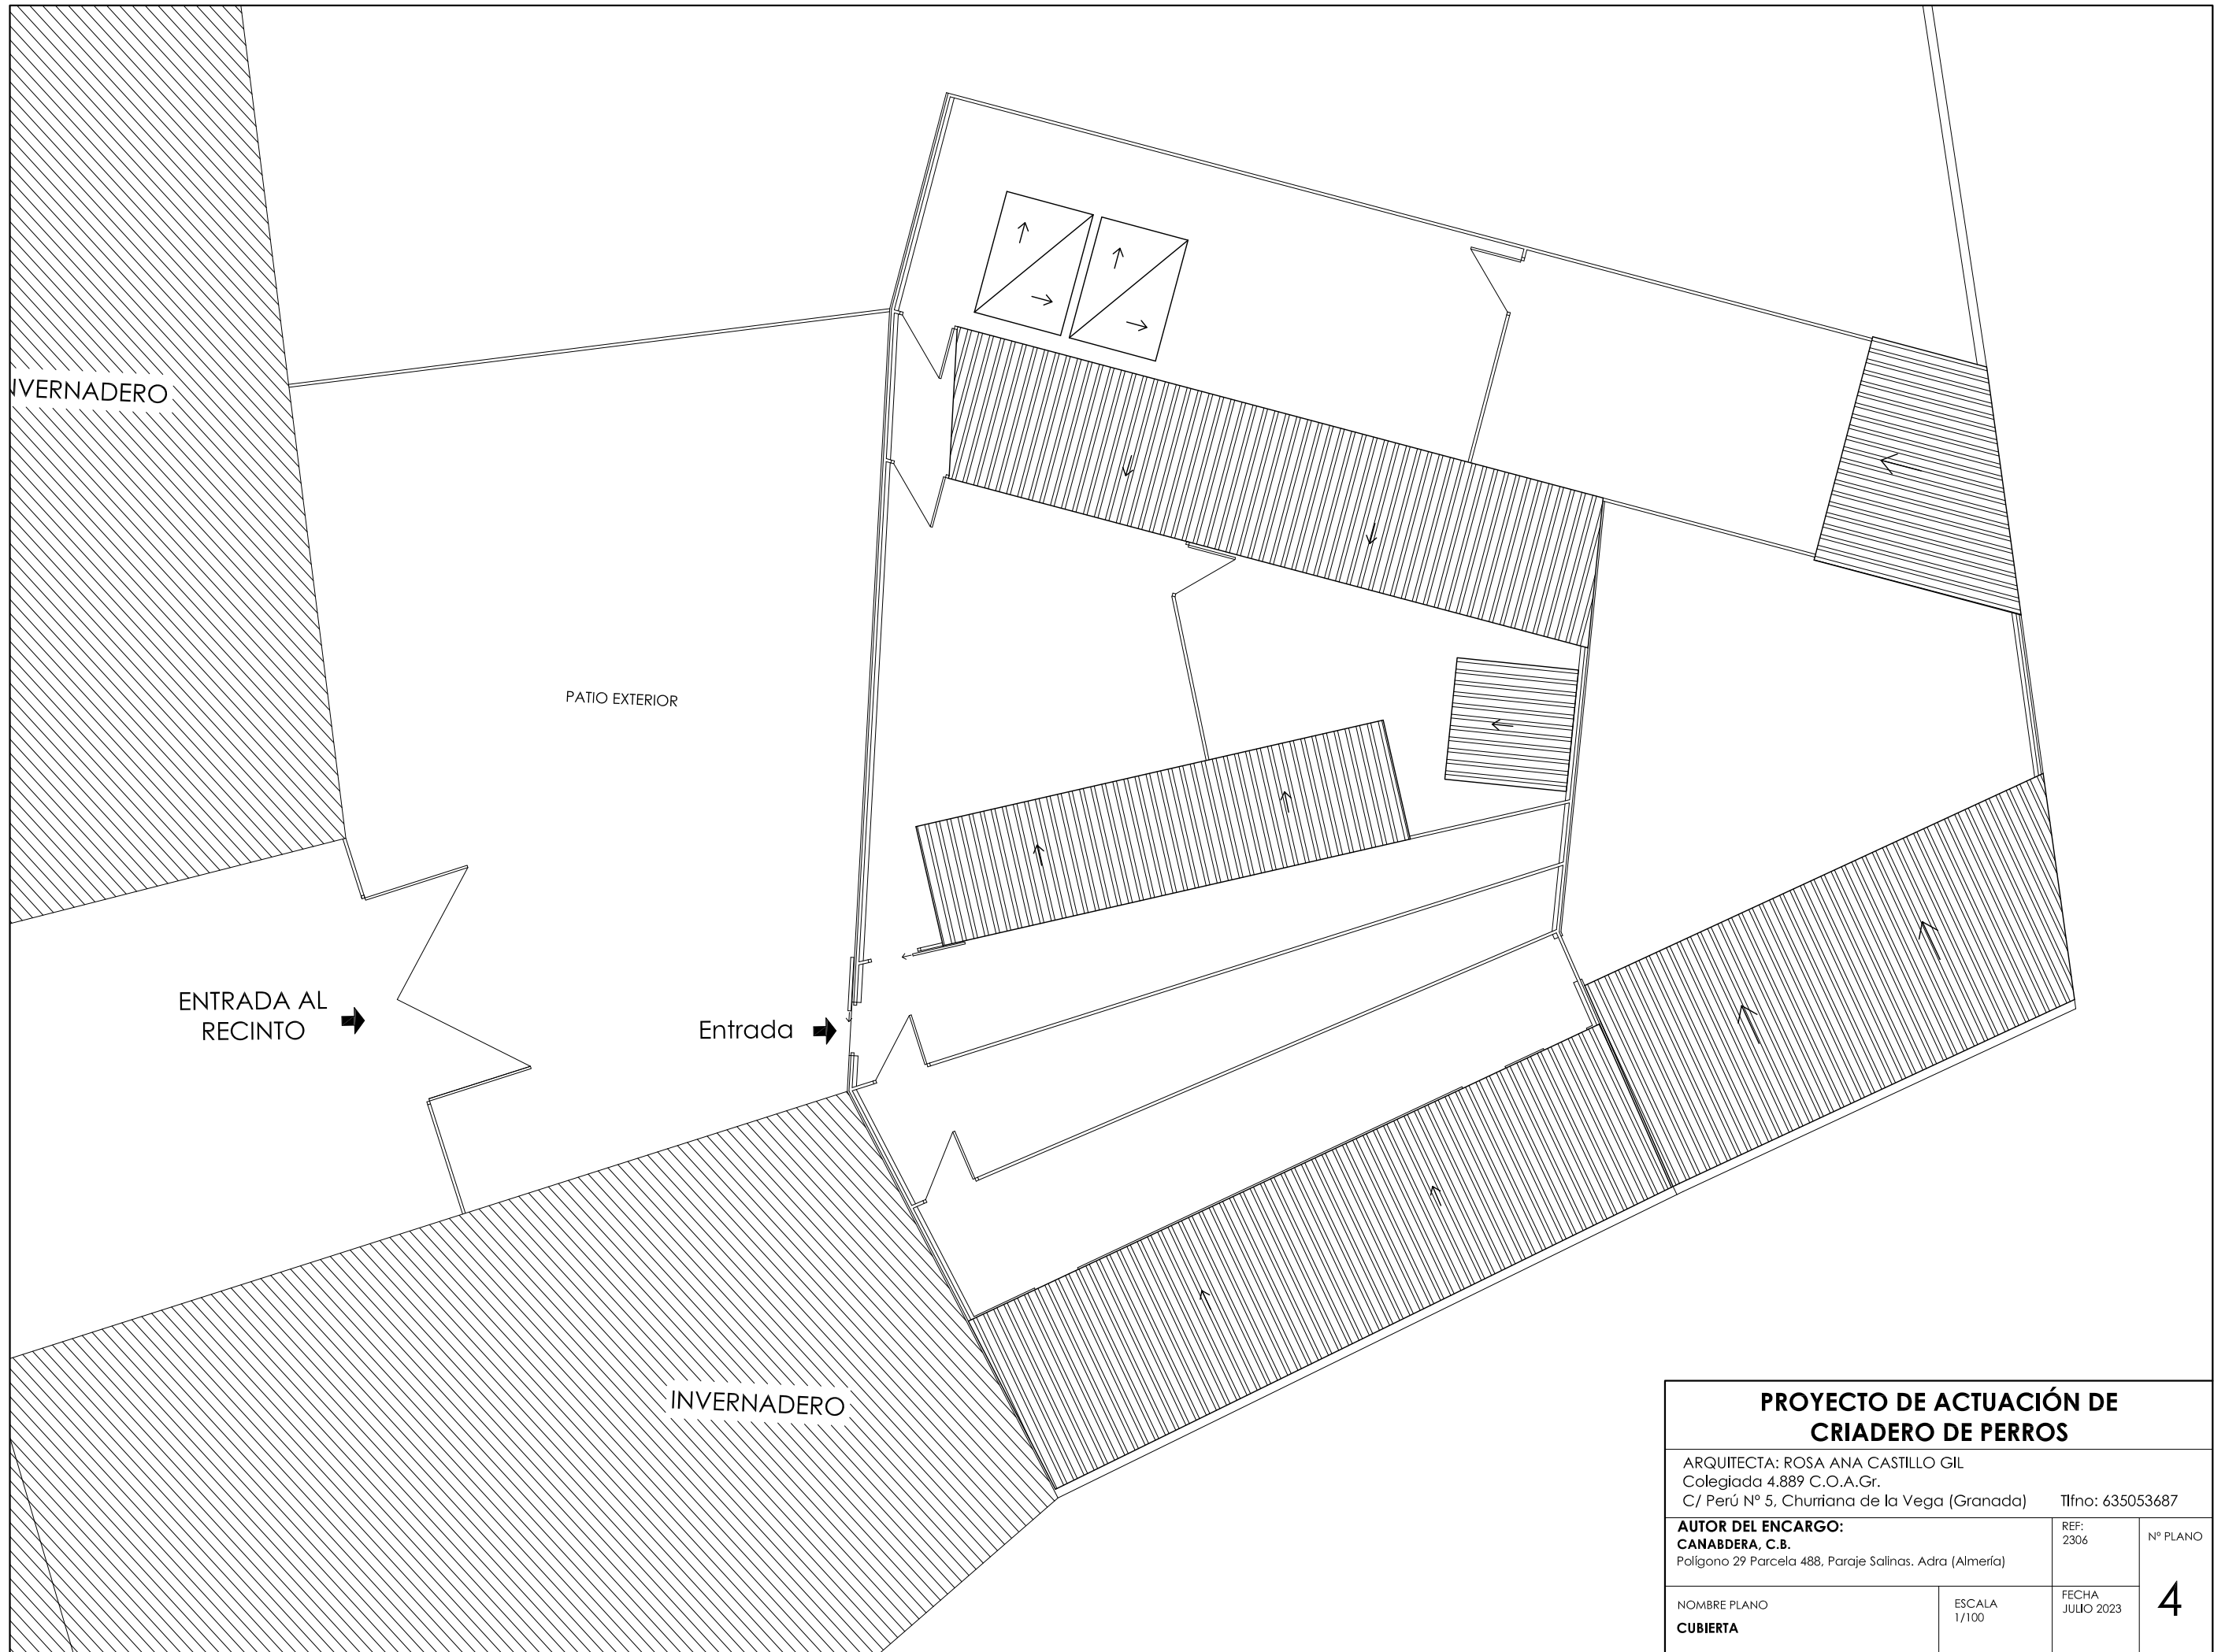 NVERNADERO
PATIO EXTERIOR
ENTRADA AL
RECINTO
Entrada
INVERNADERO
PROYECTO DE ACTUACIÓN DE
CRIADERO DE PERROS
ARQUITECTA: ROSA ANA CASTILLO GIL
Colegiada 4.889 C.O.A.Gr.
C/ Perú Nº 5, Churriana de la Vega (Granada) Tlfno: 635053687
AUTOR DEL ENCARGO:
CANABDERA, C.B.
Polígono 29 Parcela 488, Paraje Salinas. Adra (Almería)
REF:
2306
Nº PLANO
4
NOMBRE PLANO
CUBIERTA
ESCALA
1/100
FECHA
JULIO 2023